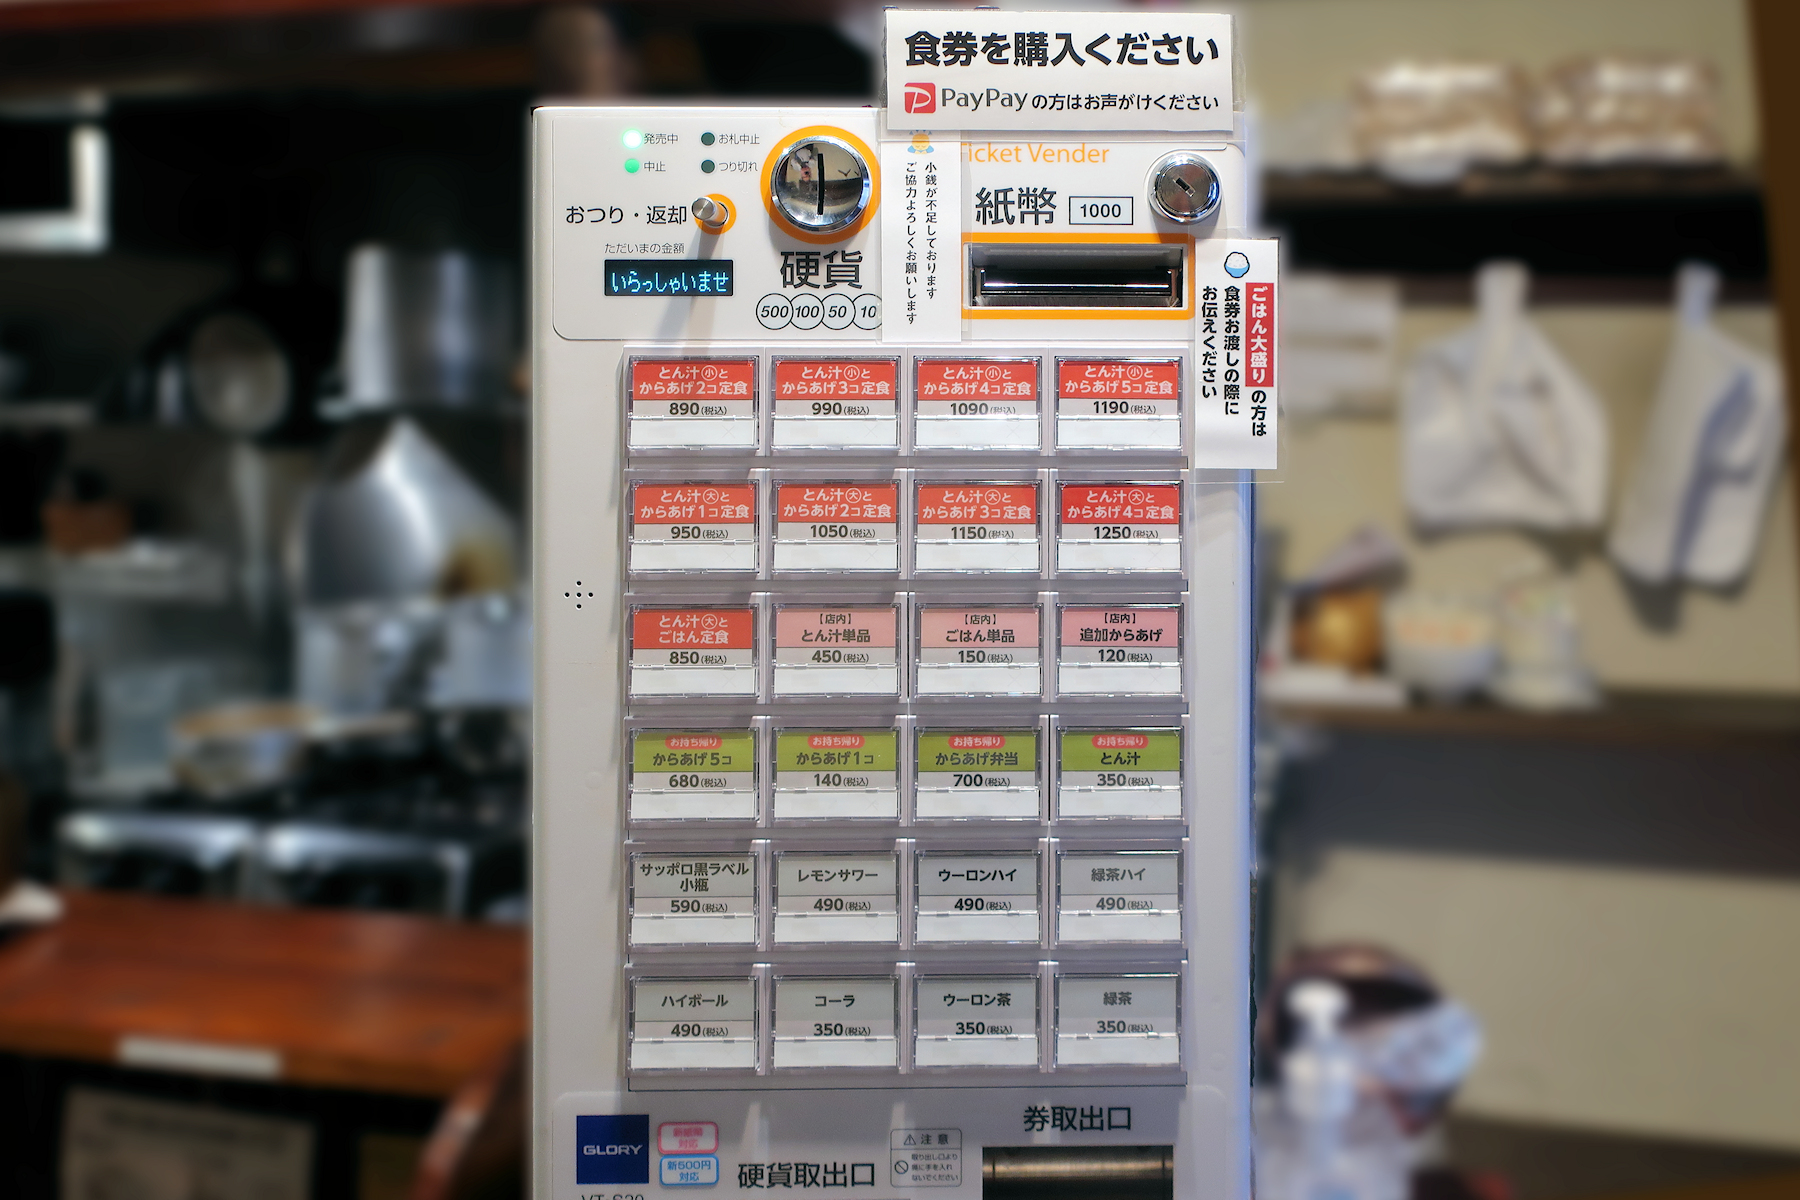 食券を購入ください
PayPayの方はお声がけください
発売中
お札中止
中止
つり切れ
おつり・返却
ただいまの金額
いらっしゃいませ
硬貨
500 100 50 10
小銭が不足しております
ご協力よろしくお願いします
Ticket Vender
紙幣 1000
ごはん大盛りの方は
食券お渡しの際に
お伝えください
とん汁小と
からあげ2コ定食
890(税込)
とん汁小と
からあげ3コ定食
990(税込)
とん汁小と
からあげ4コ定食
1090(税込)
とん汁小と
からあげ5コ定食
1190(税込)
とん汁大と
からあげ1コ定食
950(税込)
とん汁大と
からあげ2コ定食
1050(税込)
とん汁大と
からあげ3コ定食
1150(税込)
とん汁大と
からあげ4コ定食
1250(税込)
とん汁大と
ごはん定食
850(税込)
【店内】
とん汁単品
450(税込)
【店内】
ごはん単品
150(税込)
【店内】
追加からあげ
120(税込)
お持ち帰り
からあげ5コ
680(税込)
お持ち帰り
からあげ1コ
140(税込)
お持ち帰り
からあげ弁当
700(税込)
お持ち帰り
とん汁
350(税込)
サッポロ黒ラベル
小瓶
590(税込)
レモンサワー
490(税込)
ウーロンハイ
490(税込)
緑茶ハイ
490(税込)
ハイボール
490(税込)
コーラ
350(税込)
ウーロン茶
350(税込)
緑茶
350(税込)
GLORY
新紙幣
対応
新500円
対応
硬貨取出口
注意
取り出し口より
奥に手を入れ
ないでください
券取出口